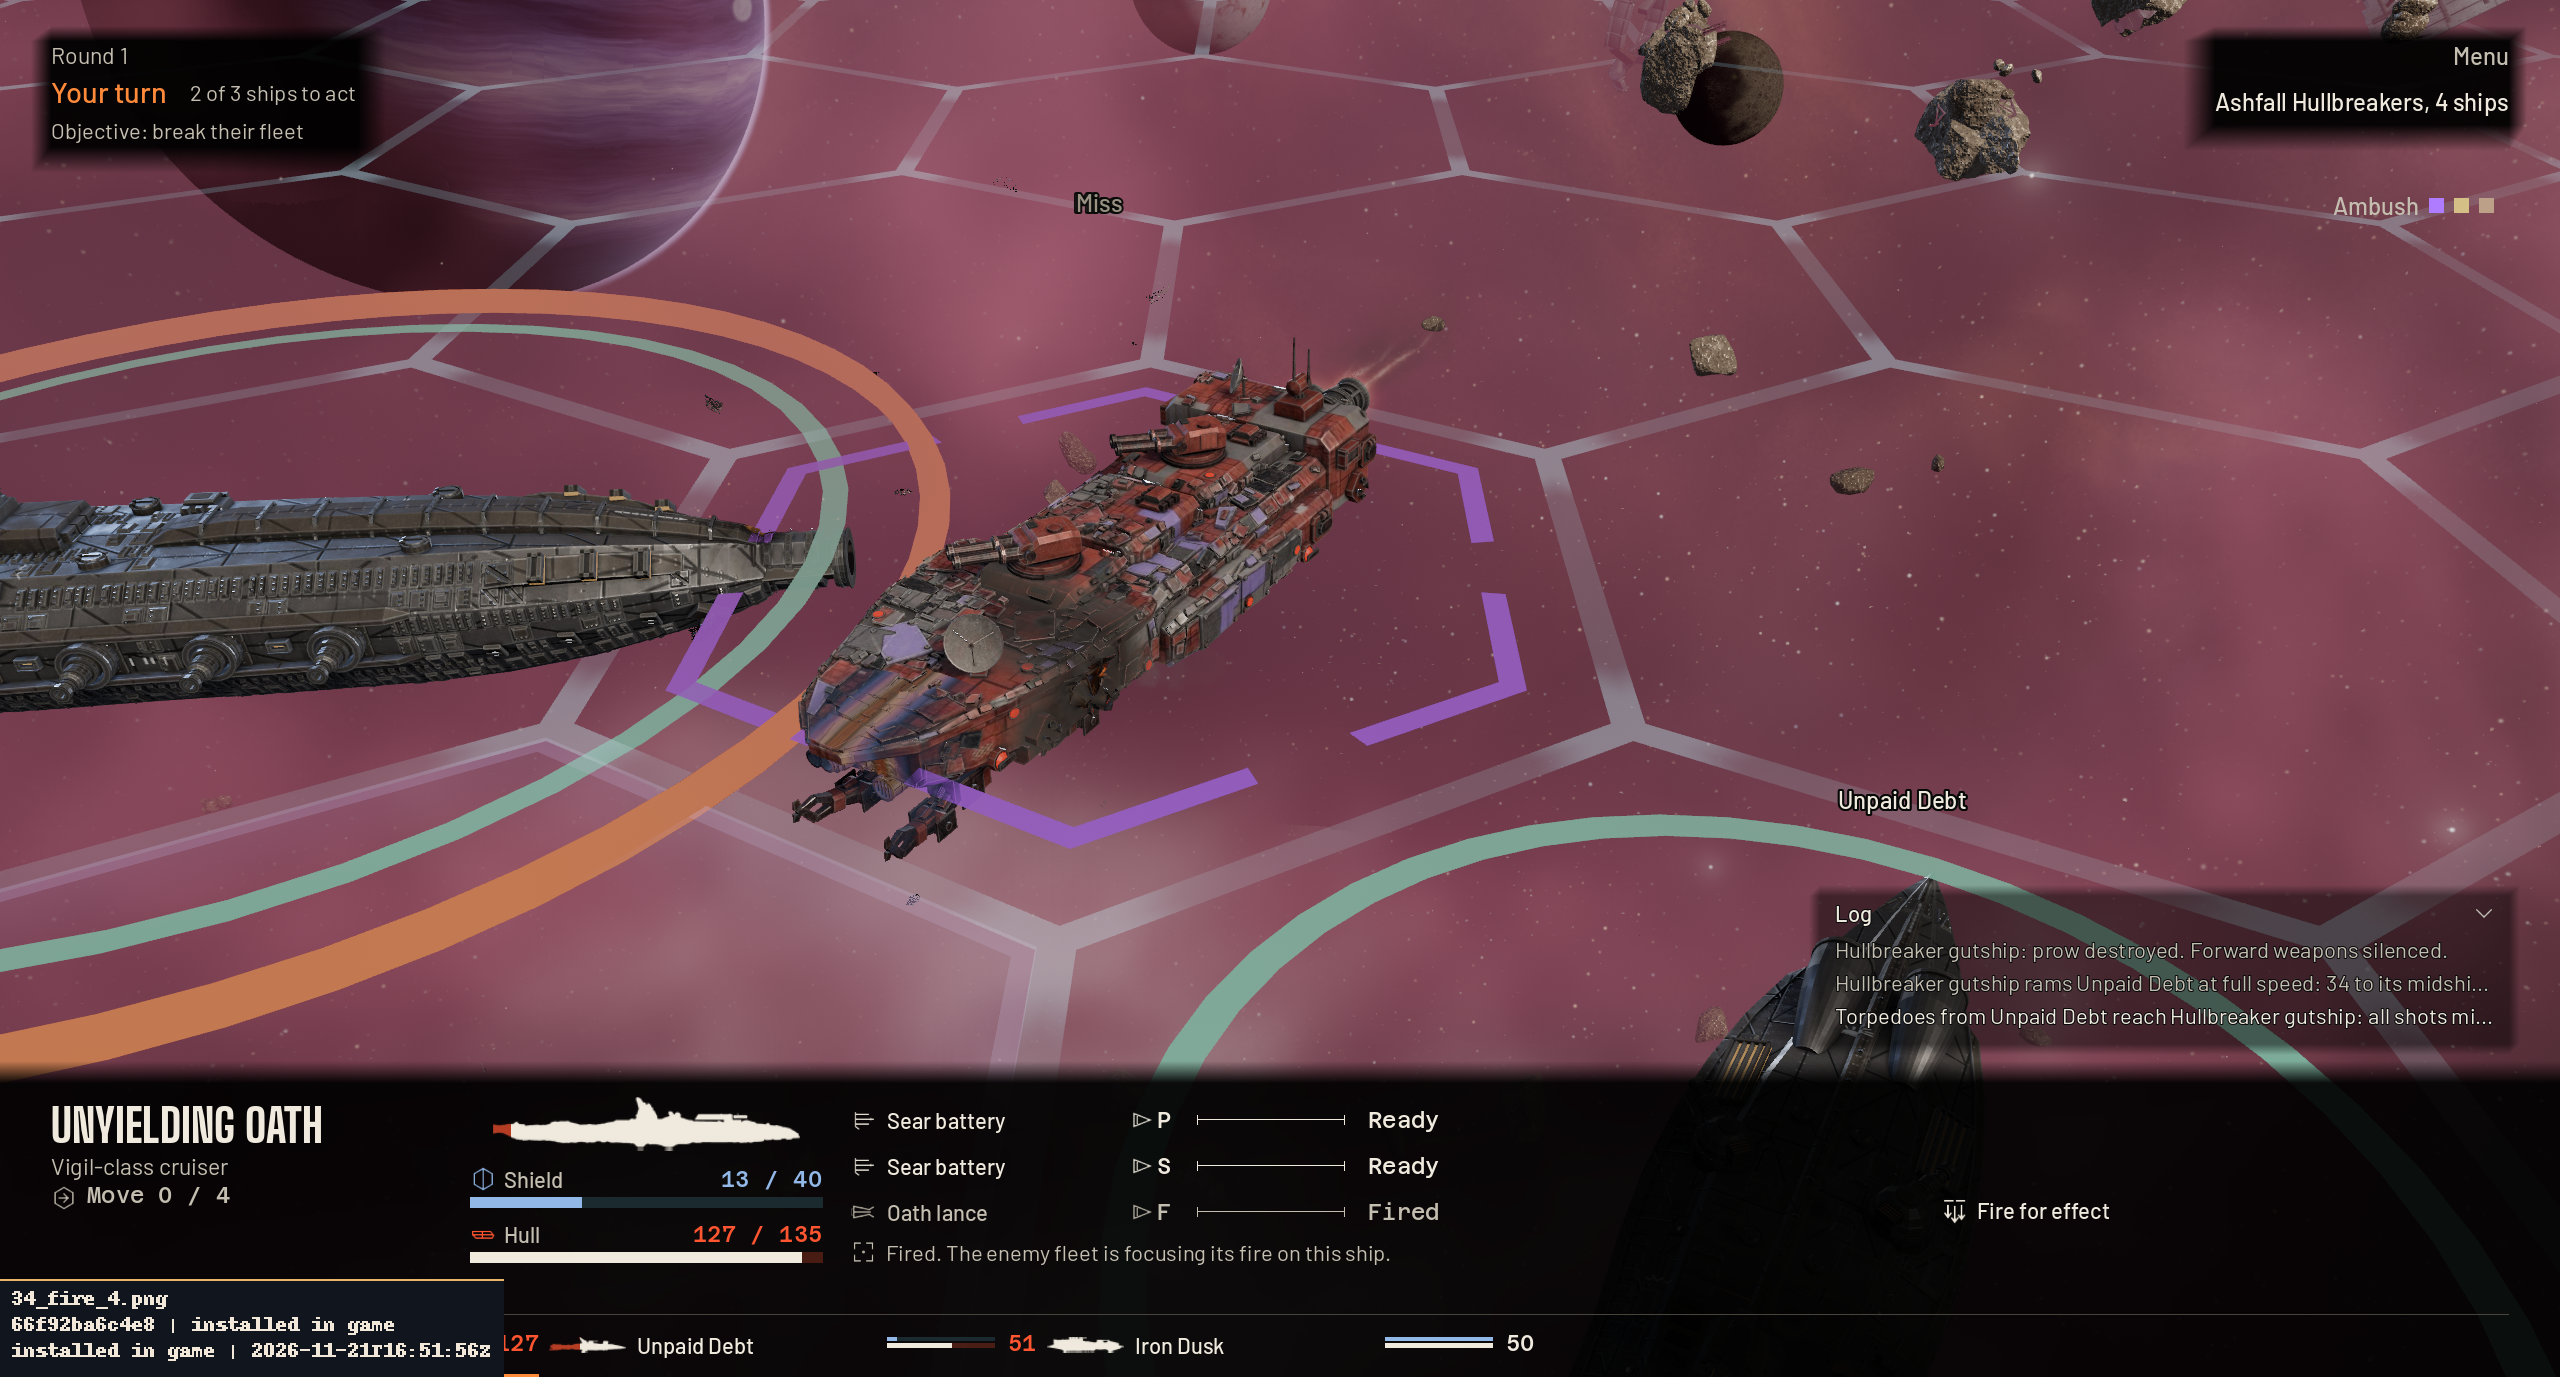 Round 1
Your turn 2 of 3 ships to act
Objective: break their fleet
Menu
Ashfall Hullbreakers, 4 ships
Ambush
Miss
Unpaid Debt
Log
Hullbreaker gutship: prow destroyed. Forward weapons silenced.
Hullbreaker gutship rams Unpaid Debt at full speed: 34 to its midshi...
Torpedoes from Unpaid Debt reach Hullbreaker gutship: all shots mi...
UNYIELDING OATH
Vigil-class cruiser
Move 0 / 4
Shield 13 / 40
Hull 127 / 135
Sear battery P Ready
Sear battery S Ready
Oath lance F Fired
Fired. The enemy fleet is focusing its fire on this ship.
Fire for effect
34_fire_4.png
66f92ba6c4e8 | installed in game
installed in game | 2026-11-21r16:51:56z
127 Unpaid Debt 51 Iron Dusk 50